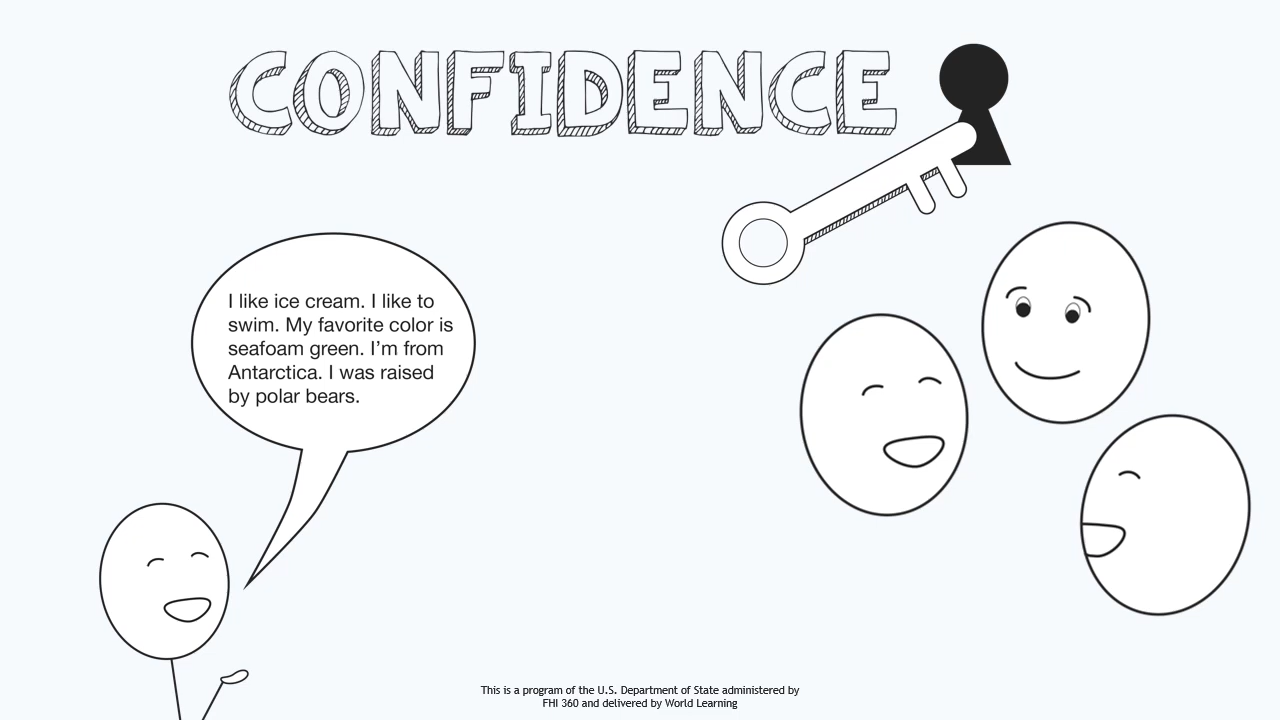 CONFIDENCE
I like ice cream. I like to
swim. My favorite color is
seafoam green. I'm from
Antarctica. I was raised
by polar bears.
This is a program of the U.S. Department of State administered by
FHI 360 and delivered by World Learning